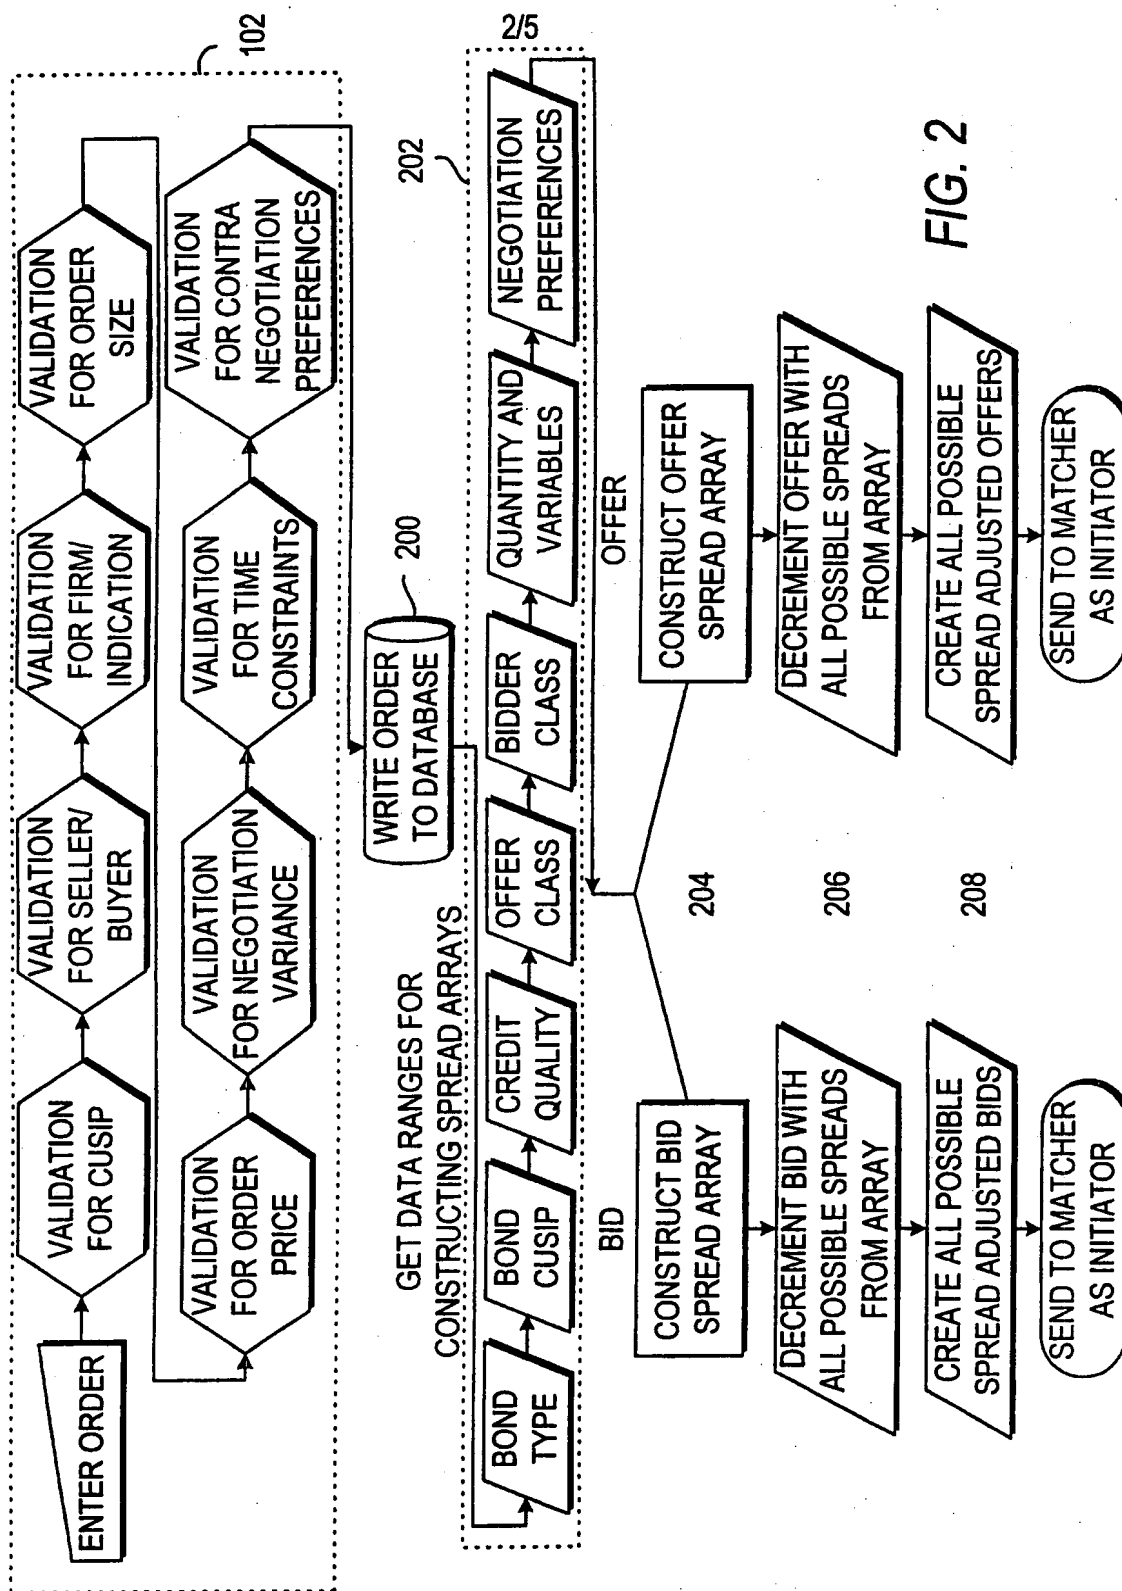 2/5
102
ENTER ORDER
VALIDATION
FOR CUSIP
VALIDATION
FOR SELLER/
BUYER
VALIDATION
FOR FIRM/
INDICATION
VALIDATION
FOR ORDER
SIZE
VALIDATION
FOR ORDER
PRICE
VALIDATION
FOR NEGOTIATION
VARIANCE
VALIDATION
FOR TIME
CONSTRAINTS
VALIDATION
FOR CONTRA
NEGOTIATION
PREFERENCES
WRITE ORDER
TO DATABASE
200
GET DATA RANGES FOR
CONSTRUCTING SPREAD ARRAYS
202
BOND
TYPE
BOND
CUSIP
CREDIT
QUALITY
OFFER
CLASS
BIDDER
CLASS
QUANTITY AND
VARIABLES
NEGOTIATION
PREFERENCES
BID
OFFER
CONSTRUCT BID
SPREAD ARRAY
204
CONSTRUCT OFFER
SPREAD ARRAY
DECREMENT BID WITH
ALL POSSIBLE SPREADS
FROM ARRAY
206
DECREMENT OFFER WITH
ALL POSSIBLE SPREADS
FROM ARRAY
CREATE ALL POSSIBLE
SPREAD ADJUSTED BIDS
208
CREATE ALL POSSIBLE
SPREAD ADJUSTED OFFERS
SEND TO MATCHER
AS INITIATOR
SEND TO MATCHER
AS INITIATOR
FIG. 2